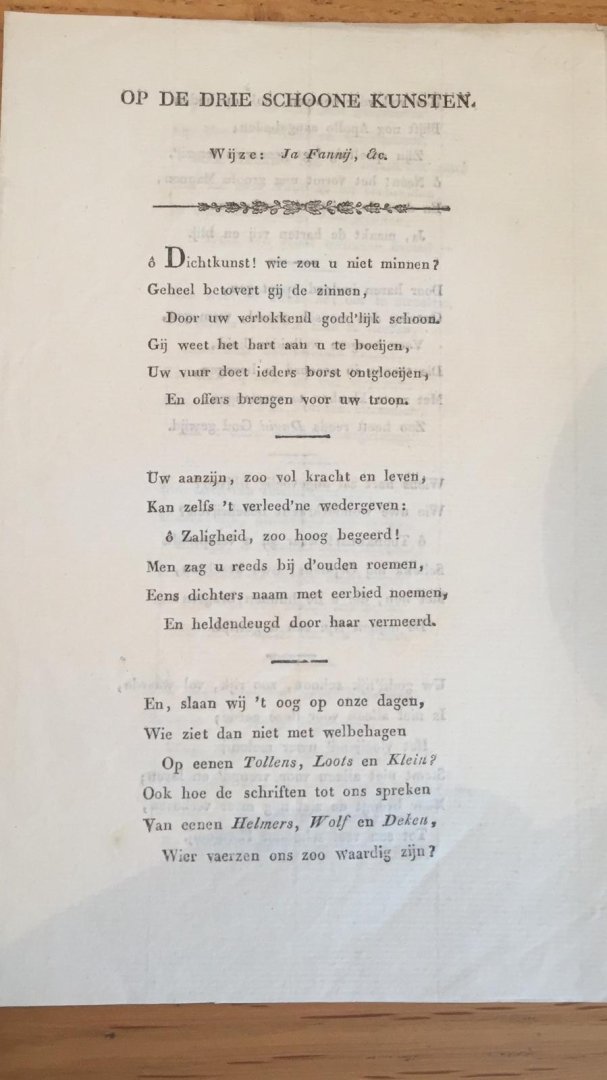 OP DE DRIE SCHOONE KUNSTEN.
Wijze: Ja Fannij, &c.
ô Dichtkunst! wie zou u niet minnen?
Geheel betovert gij de zinnen,
Door uw verlokkend godd'lijk schoon.
Gij weet het hart aan u te boeijen,
Uw vuur doet ieders borst ontgloeijen,
En offers brengen voor uw troon.
Uw aanzijn, zoo vol kracht en leven,
Kan zelfs 't verleed'ne wedergeven:
ô Zaligheid, zoo hoog begeerd!
Men zag u reeds bij d'ouden roemen,
Eens dichters naam met eerbied noemen,
En heldendeugd door haar vermeerd.
En, slaan wij 't oog op onze dagen,
Wie ziet dan niet met welbehagen
Op eenen Tollens, Loots en Klein?
Ook hoe de schriften tot ons spreken
Van eenen Helmers, Wolf en Deken,
Wier vaerzen ons zoo waardig zijn?